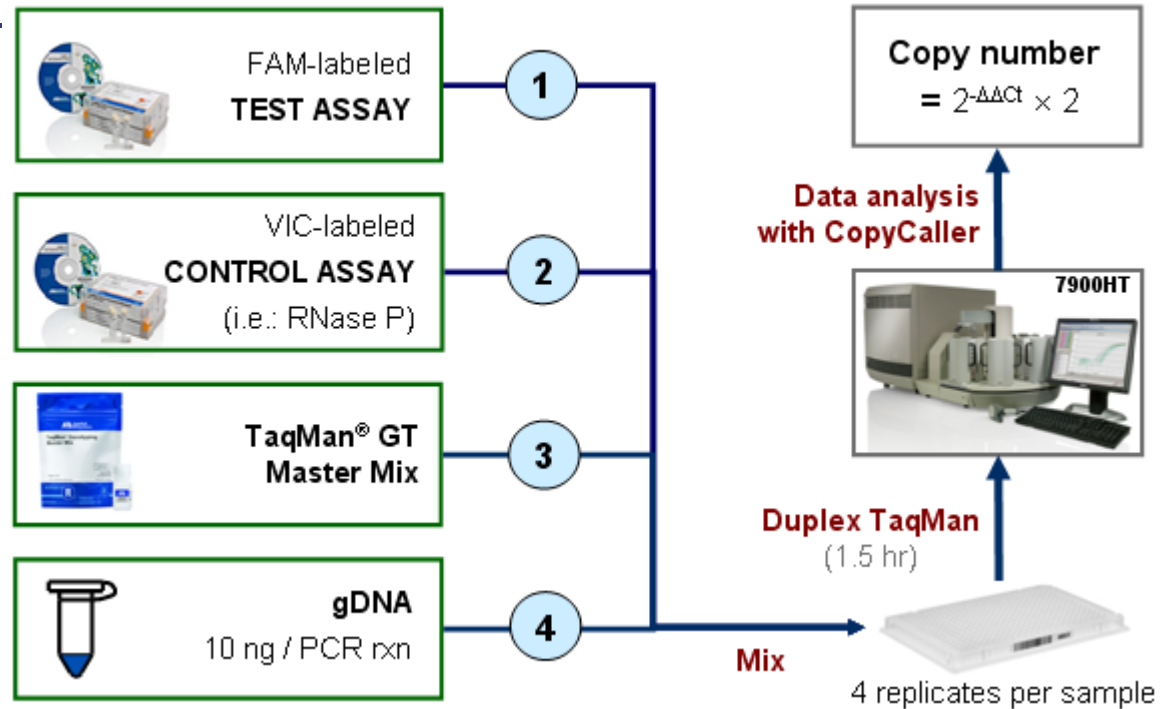 FAM-labeled
TEST ASSAY
1
VIC-labeled
CONTROL ASSAY
(i.e.: RNase P)
2
TaqMan® GT
Master Mix
3
gDNA
10 ng / PCR rxn
4
Mix
4 replicates per sample
Duplex TaqMan
(1.5 hr)
7900HT
Data analysis
with CopyCaller
Copy number
= 2-ΔΔCt × 2